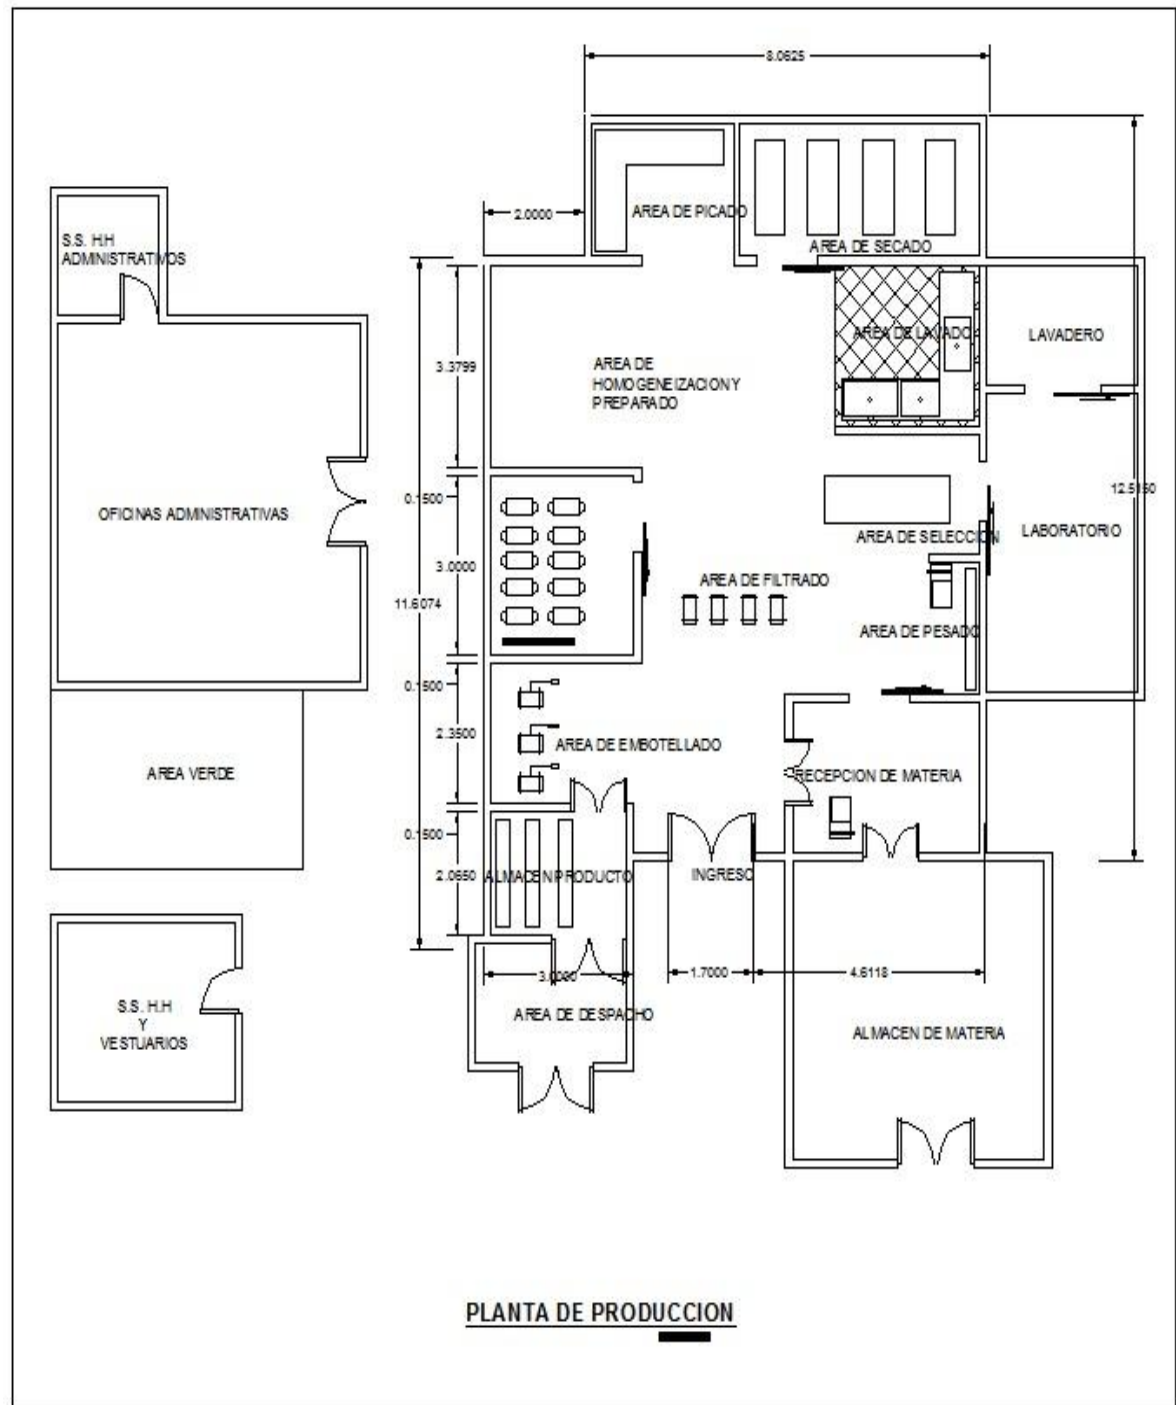 8.0625
2.0000
AREA DE PICADO
S.S. H.H
ADMINISTRATIVOS
AREA DE SECADO
AREA DE LAVADO
LAVADERO
3.3799
AREA DE
HOMOGENEIZACION Y
PREPARADO
0.1500
12.5150
OFICINAS ADMINISTRATIVAS
AREA DE SELECCION
LABORATORIO
3.0000
AREA DE FILTRADO
11.6074
AREA DE PESADO
0.1500
2.3500
AREA DE EMBOTELLADO
AREA VERDE
RECEPCION DE MATERIA
0.1500
2.0650
ALMACEN PRODUCTO
INGRESO
3.0000
1.7000
4.6118
S.S. H.H
Y
VESTUARIOS
AREA DE DESPACHO
ALMACEN DE MATERIA
PLANTA DE PRODUCCION